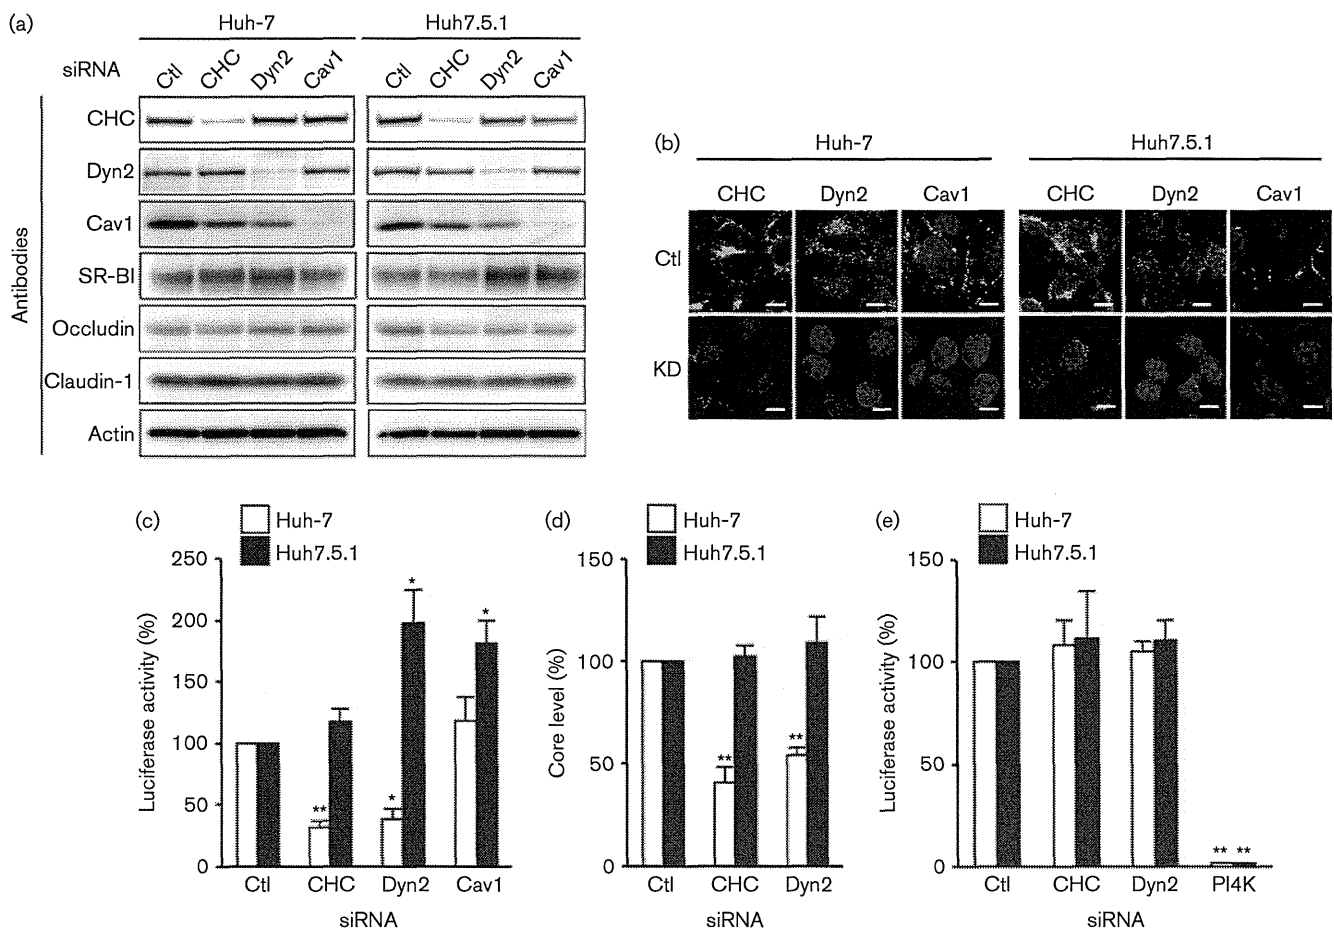 (a)
Huh-7 Huh7.5.1
siRNA Ctl CHC Dyn2 Cav1 Ctl CHC Dyn2 Cav1
Antibodies
CHC
Dyn2
Cav1
SR-BI
Occludin
Claudin-1
Actin
(b)
Huh-7 Huh7.5.1
CHC Dyn2 Cav1 CHC Dyn2 Cav1
Ctl
KD
(c)
Huh-7
Huh7.5.1
Luciferase activity (%)
250
200
150
100
50
0
** * * *
Ctl CHC Dyn2 Cav1
siRNA
(d)
Huh-7
Huh7.5.1
Core level (%)
150
100
50
0
** **
Ctl CHC Dyn2
siRNA
(e)
Huh-7
Huh7.5.1
Luciferase activity (%)
150
100
50
0
** **
Ctl CHC Dyn2 PI4K
siRNA